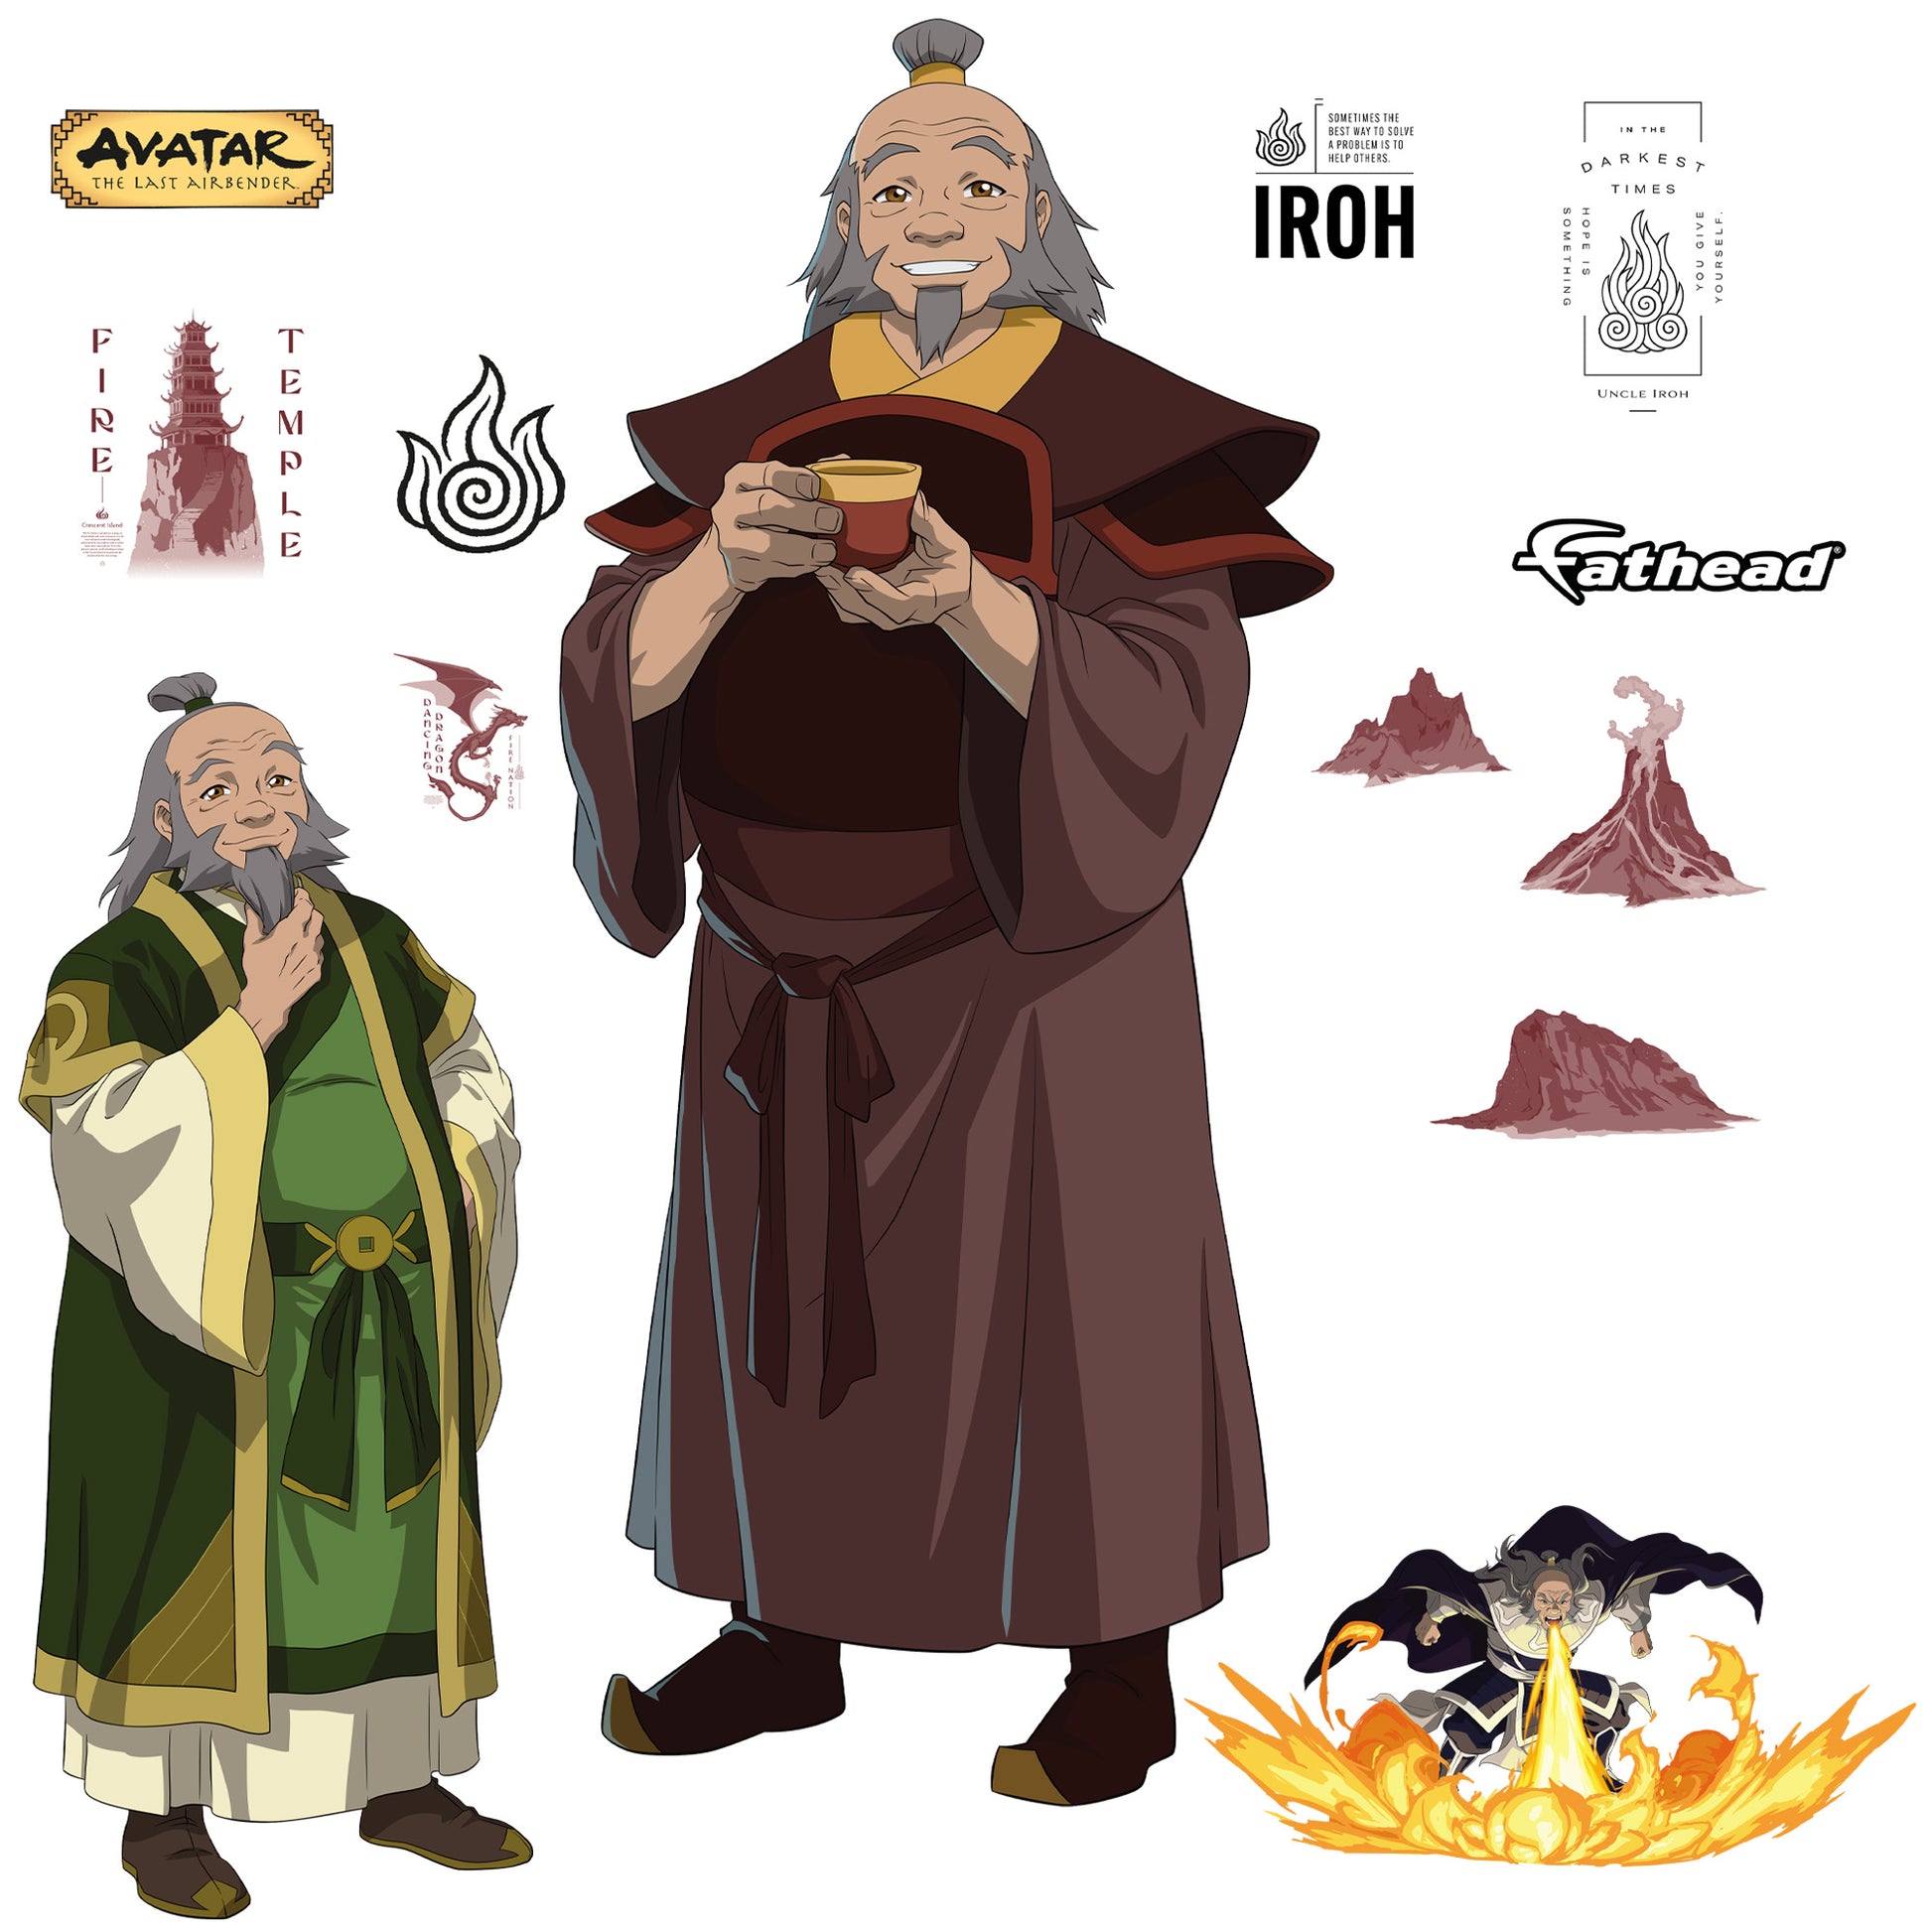 AVATAR
THE LAST AIRBENDER
SOMETIMES THE
BEST WAY TO SOLVE
A PROBLEM IS TO
HELP OTHERS.
IROH
IN THE
DARKEST
TIMES
HOPE IS
SOMETHING
YOU GIVE
YOURSELF.
UNCLE IROH
FIRE
TEMPLE
Crescent Island
Fathead®
DANCING
DRAGON
FIRE NATION